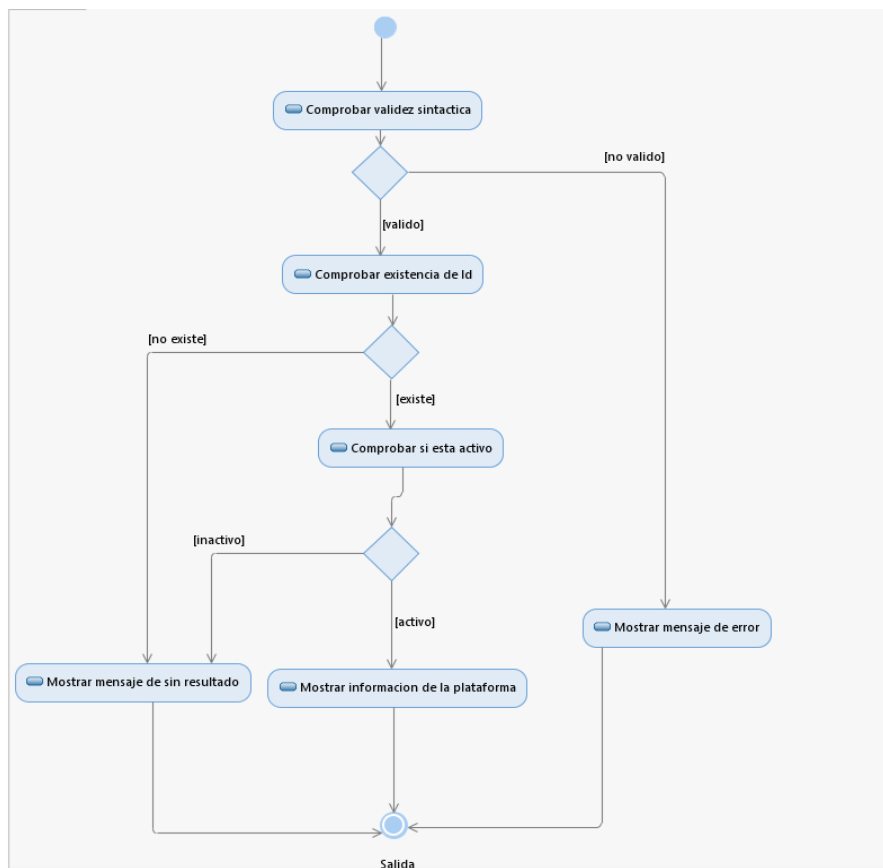 Comprobar validez sintactica
[no valido]
[valido]
Comprobar existencia de Id
[no existe]
[existe]
Comprobar si esta activo
[inactivo]
[activo]
Mostrar mensaje de error
Mostrar mensaje de sin resultado
Mostrar informacion de la plataforma
Salida